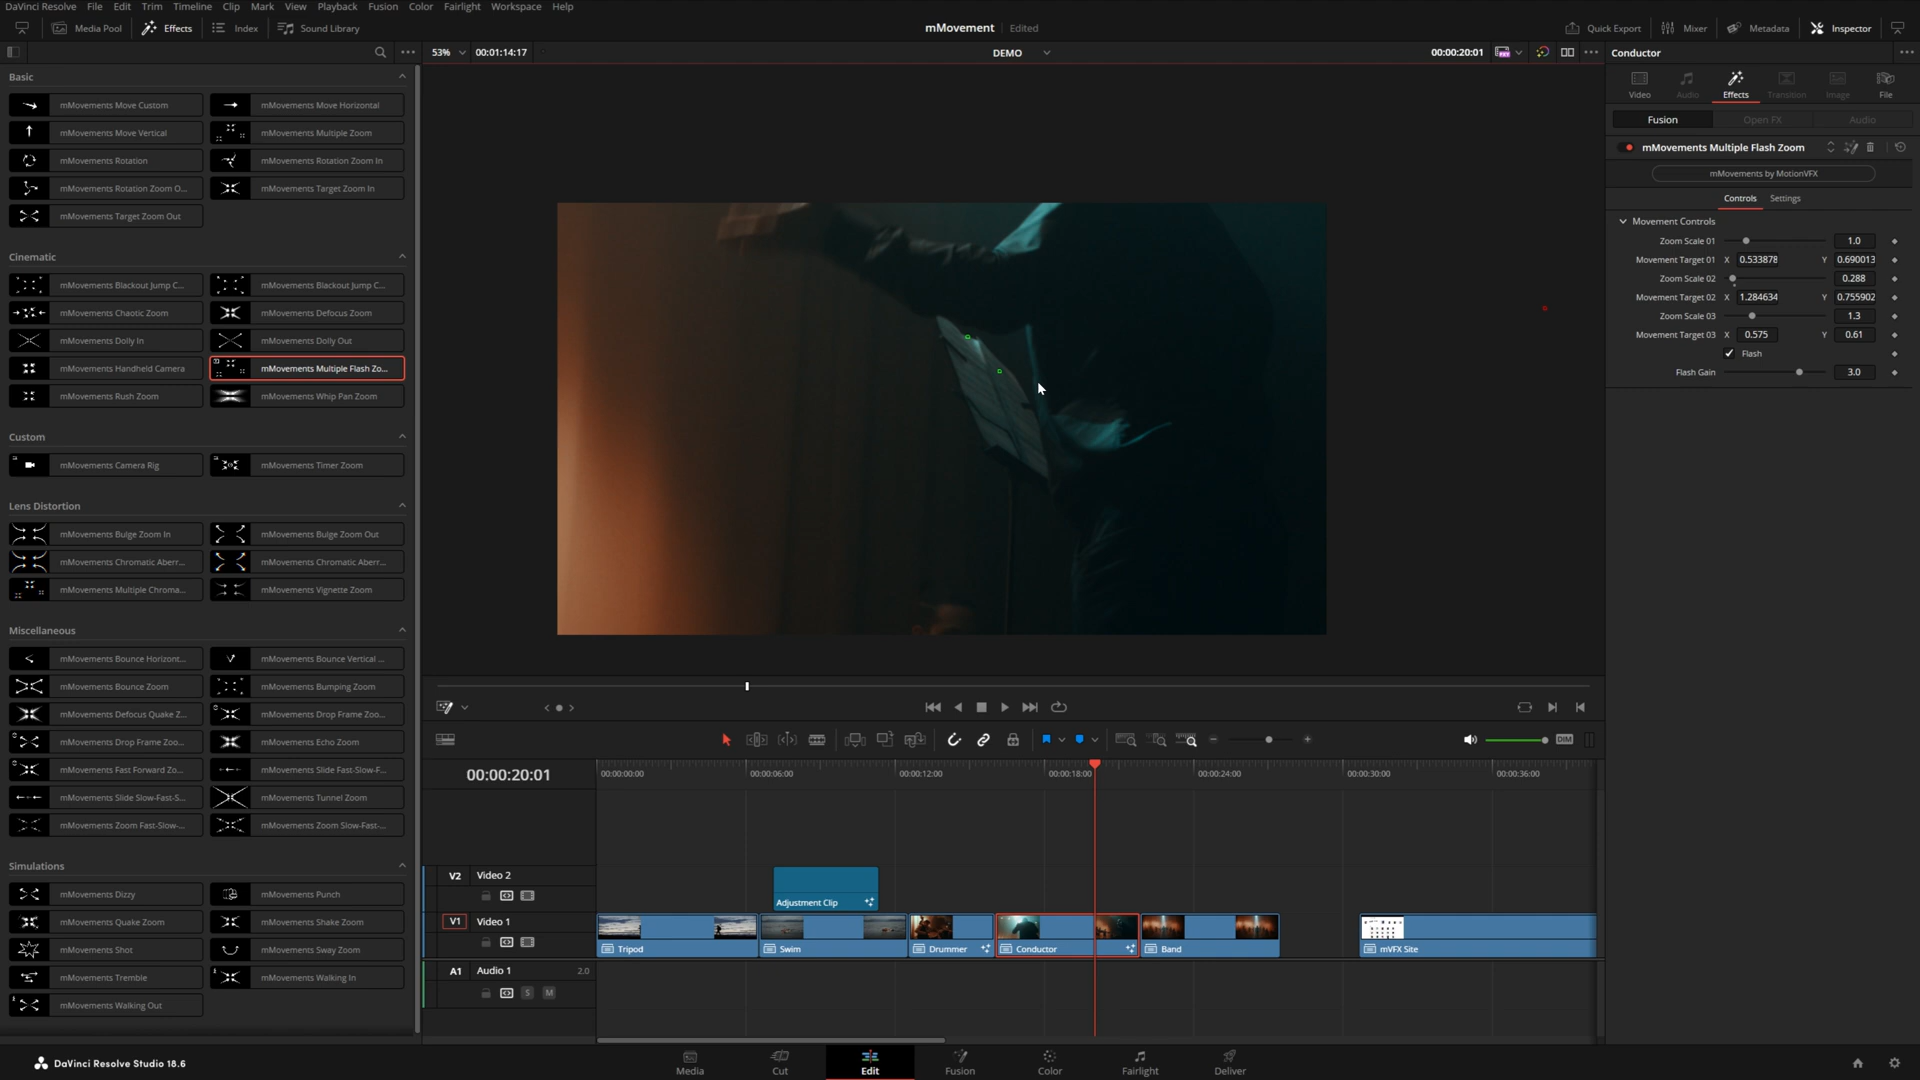 DaVinci Resolve File Edit Trim Timeline Clip Mark View Playback Fusion Color Fairlight Workspace Help
Media Pool Effects Index Sound Library mMovement Edited Quick Export Mixer Metadata Inspector
53% 00:01:14:17 DEMO 00:00:20:01 Conductor
Basic
mMovements Move Custom mMovements Move Horizontal
mMovements Move Vertical mMovements Multiple Zoom
mMovements Rotation mMovements Rotation Zoom In
mMovements Rotation Zoom O... mMovements Target Zoom In
mMovements Target Zoom Out
Cinematic
mMovements Blackout Jump C... mMovements Blackout Jump C...
mMovements Chaotic Zoom mMovements Defocus Zoom
mMovements Dolly In mMovements Dolly Out
mMovements Handheld Camera mMovements Multiple Flash Zo...
mMovements Rush Zoom mMovements Whip Pan Zoom
Custom
mMovements Camera Rig mMovements Timer Zoom
Lens Distortion
mMovements Bulge Zoom In mMovements Bulge Zoom Out
mMovements Chromatic Aberr... mMovements Chromatic Aberr...
mMovements Multiple Chroma... mMovements Vignette Zoom
Miscellaneous
mMovements Bounce Horizont... mMovements Bounce Vertical ...
mMovements Bounce Zoom mMovements Bumping Zoom
mMovements Defocus Quake Z... mMovements Drop Frame Zoo...
mMovements Drop Frame Zoo... mMovements Echo Zoom
mMovements Fast Forward Zo... mMovements Slide Fast-Slow-F...
mMovements Slide Slow-Fast-S... mMovements Tunnel Zoom
mMovements Zoom Fast-Slow-... mMovements Zoom Slow-Fast-...
Simulations
mMovements Dizzy mMovements Punch
mMovements Quake Zoom mMovements Shake Zoom
mMovements Shot mMovements Sway Zoom
mMovements Tremble mMovements Walking In
mMovements Walking Out
Video Audio Effects Transition Image File
Fusion Open FX Audio
mMovements Multiple Flash Zoom
mMovements by MotionVFX
Controls Settings
Movement Controls
Zoom Scale 01 1.0
Movement Target 01 X 0.533878 Y 0.690013
Zoom Scale 02 0.288
Movement Target 02 X 1.284634 Y 0.755902
Zoom Scale 03 1.3
Movement Target 03 X 0.575 Y 0.61
Flash
Flash Gain 3.0
DIM
00:00:20:01 00:00:00:00 00:00:06:00 00:00:12:00 00:00:18:00 00:00:24:00 00:00:30:00 00:00:36:00
V2 Video 2
Adjustment Clip
V1 Video 1
Tripod Swim Drummer Conductor Band mVFX Site
A1 Audio 1 2.0
S M
DaVinci Resolve Studio 18.6 Media Cut Edit Fusion Color Fairlight Deliver